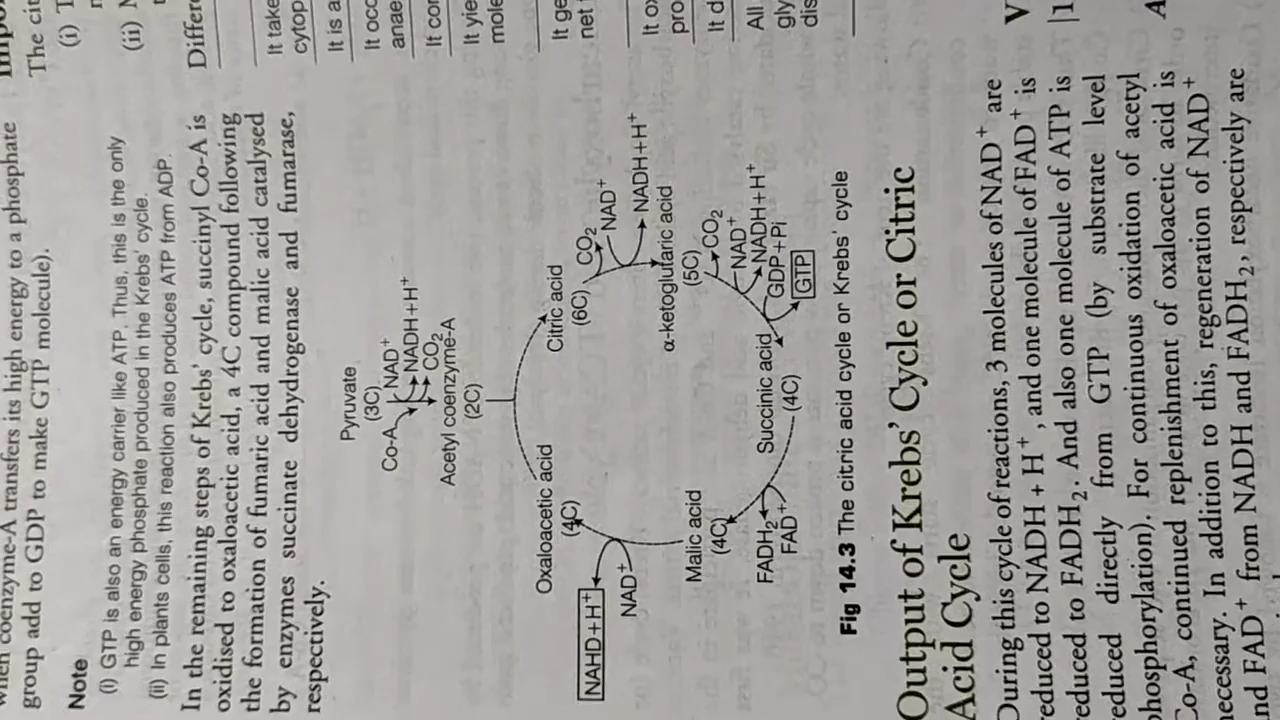 when coenzyme-A transfers its high energy to a phosphate
group add to GDP to make GTP molecule).
Note
(i) GTP is also an energy carrier like ATP. Thus, this is the only
high energy phosphate produced in the Krebs' cycle.
(ii) In plants cells, this reaction also produces ATP from ADP.
In the remaining steps of Krebs' cycle, succinyl Co-A is
oxidised to oxaloacetic acid, a 4C compound following
the formation of fumaric acid and malic acid catalysed
by enzymes succinate dehydrogenase and fumarase,
respectively.
Pyruvate
(3C)
Co-A
NAD+
NADH+H+
CO2
Acetyl coenzyme-A
(2C)
Oxaloacetic acid
(4C)
Citric acid
(6C)
CO2
NAD+
NADH+H+
α-ketoglutaric acid
(5C)
CO2
NAD+
NADH+H+
GDP+Pi
GTP
Succinic acid
(4C)
FADH2
FAD+
Malic acid
(4C)
NAD+
NAHD+H+
Fig 14.3 The citric acid cycle or Krebs' cycle
Output of Krebs' Cycle or Citric
Acid Cycle
During this cycle of reactions, 3 molecules of NAD+ are
reduced to NADH + H+, and one molecule of FAD+ is
reduced to FADH2. And also one molecule of ATP is
reduced directly from GTP (by substrate level
phosphorylation). For continuous oxidation of acetyl
Co-A, continued replenishment of oxaloacetic acid is
necessary. In addition to this, regeneration of NAD+
nd FAD+ from NADH and FADH2, respectively are
The cit
(i) T
(ii)
Differe
It take
cytop
It is a
It occ
anae
It cor
It yie
mole
It ge
net
It ox
pro
It d
All
gly
dis